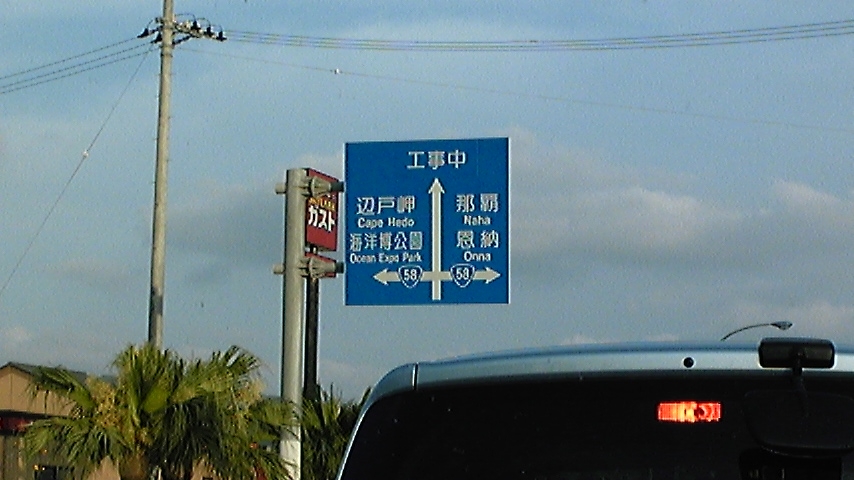 工事中
辺戸岬
Cape Hedo
海洋博公園
Ocean Expo Park
58
那覇
Naha
恩納
Onna
58
ガスト